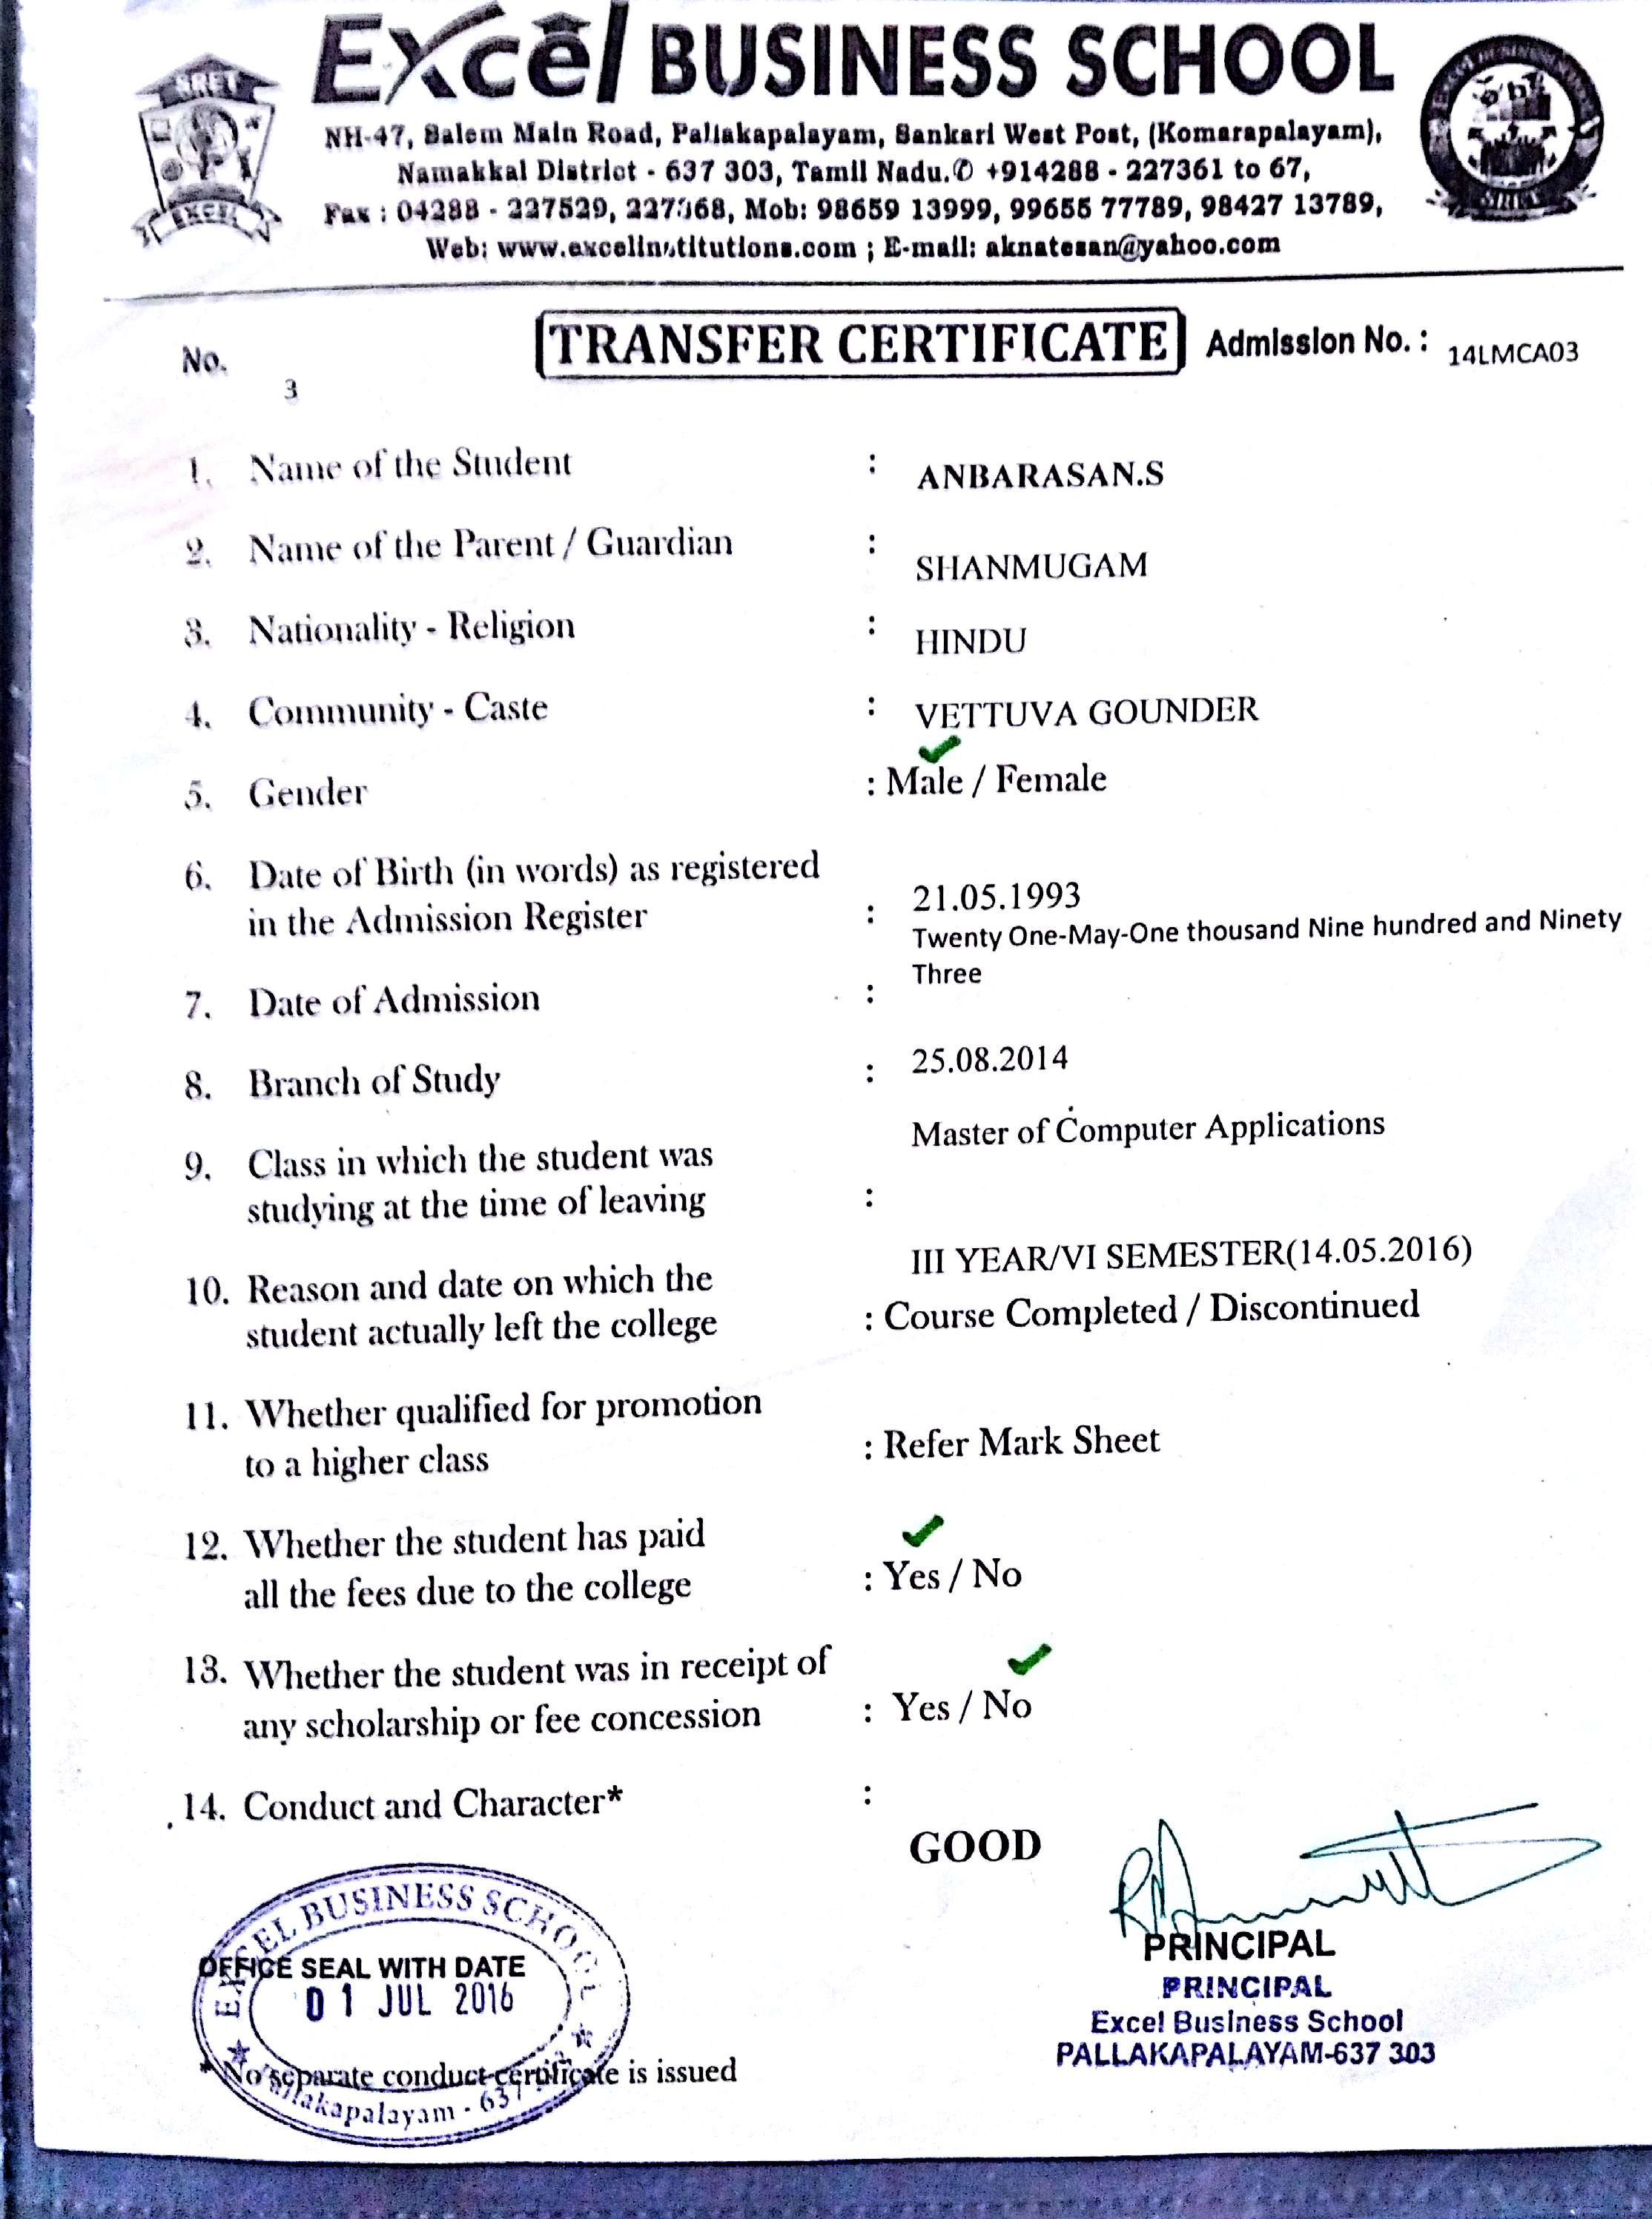 Excel BUSINESS SCHOOL
NH-47, Salem Main Road, Pallakapalayam, Sankari West Post, (Komarapalayam),
Namakkal District - 637 303, Tamil Nadu.✆ +914288 - 227361 to 67,
Fax : 04288 - 227529, 227368, Mob: 98659 13999, 99655 77789, 98427 13789,
Web: www.excelinstitutions.com ; E-mail: aknatesan@yahoo.com
EXCEL
No.
3
TRANSFER CERTIFICATE
Admission No. : 14LMCA03
1. Name of the Student : ANBARASAN.S
2. Name of the Parent / Guardian : SHANMUGAM
3. Nationality - Religion : HINDU
4. Community - Caste : VETTUVA GOUNDER
5. Gender : Male / Female
6. Date of Birth (in words) as registered
in the Admission Register : 21.05.1993
Twenty One-May-One thousand Nine hundred and Ninety
Three
7. Date of Admission :
25.08.2014
8. Branch of Study :
Master of Computer Applications
9. Class in which the student was
studying at the time of leaving :
III YEAR/VI SEMESTER(14.05.2016)
10. Reason and date on which the
student actually left the college : Course Completed / Discontinued
11. Whether qualified for promotion
to a higher class : Refer Mark Sheet
12. Whether the student has paid
all the fees due to the college : Yes / No
13. Whether the student was in receipt of
any scholarship or fee concession : Yes / No
14. Conduct and Character* :
GOOD
EXCEL BUSINESS SCHOOL
OFFICE SEAL WITH DATE
01 JUL 2016
PRINCIPAL
PRINCIPAL
Excel Business School
PALLAKAPALAYAM-637 303
* No separate conduct certificate is issued